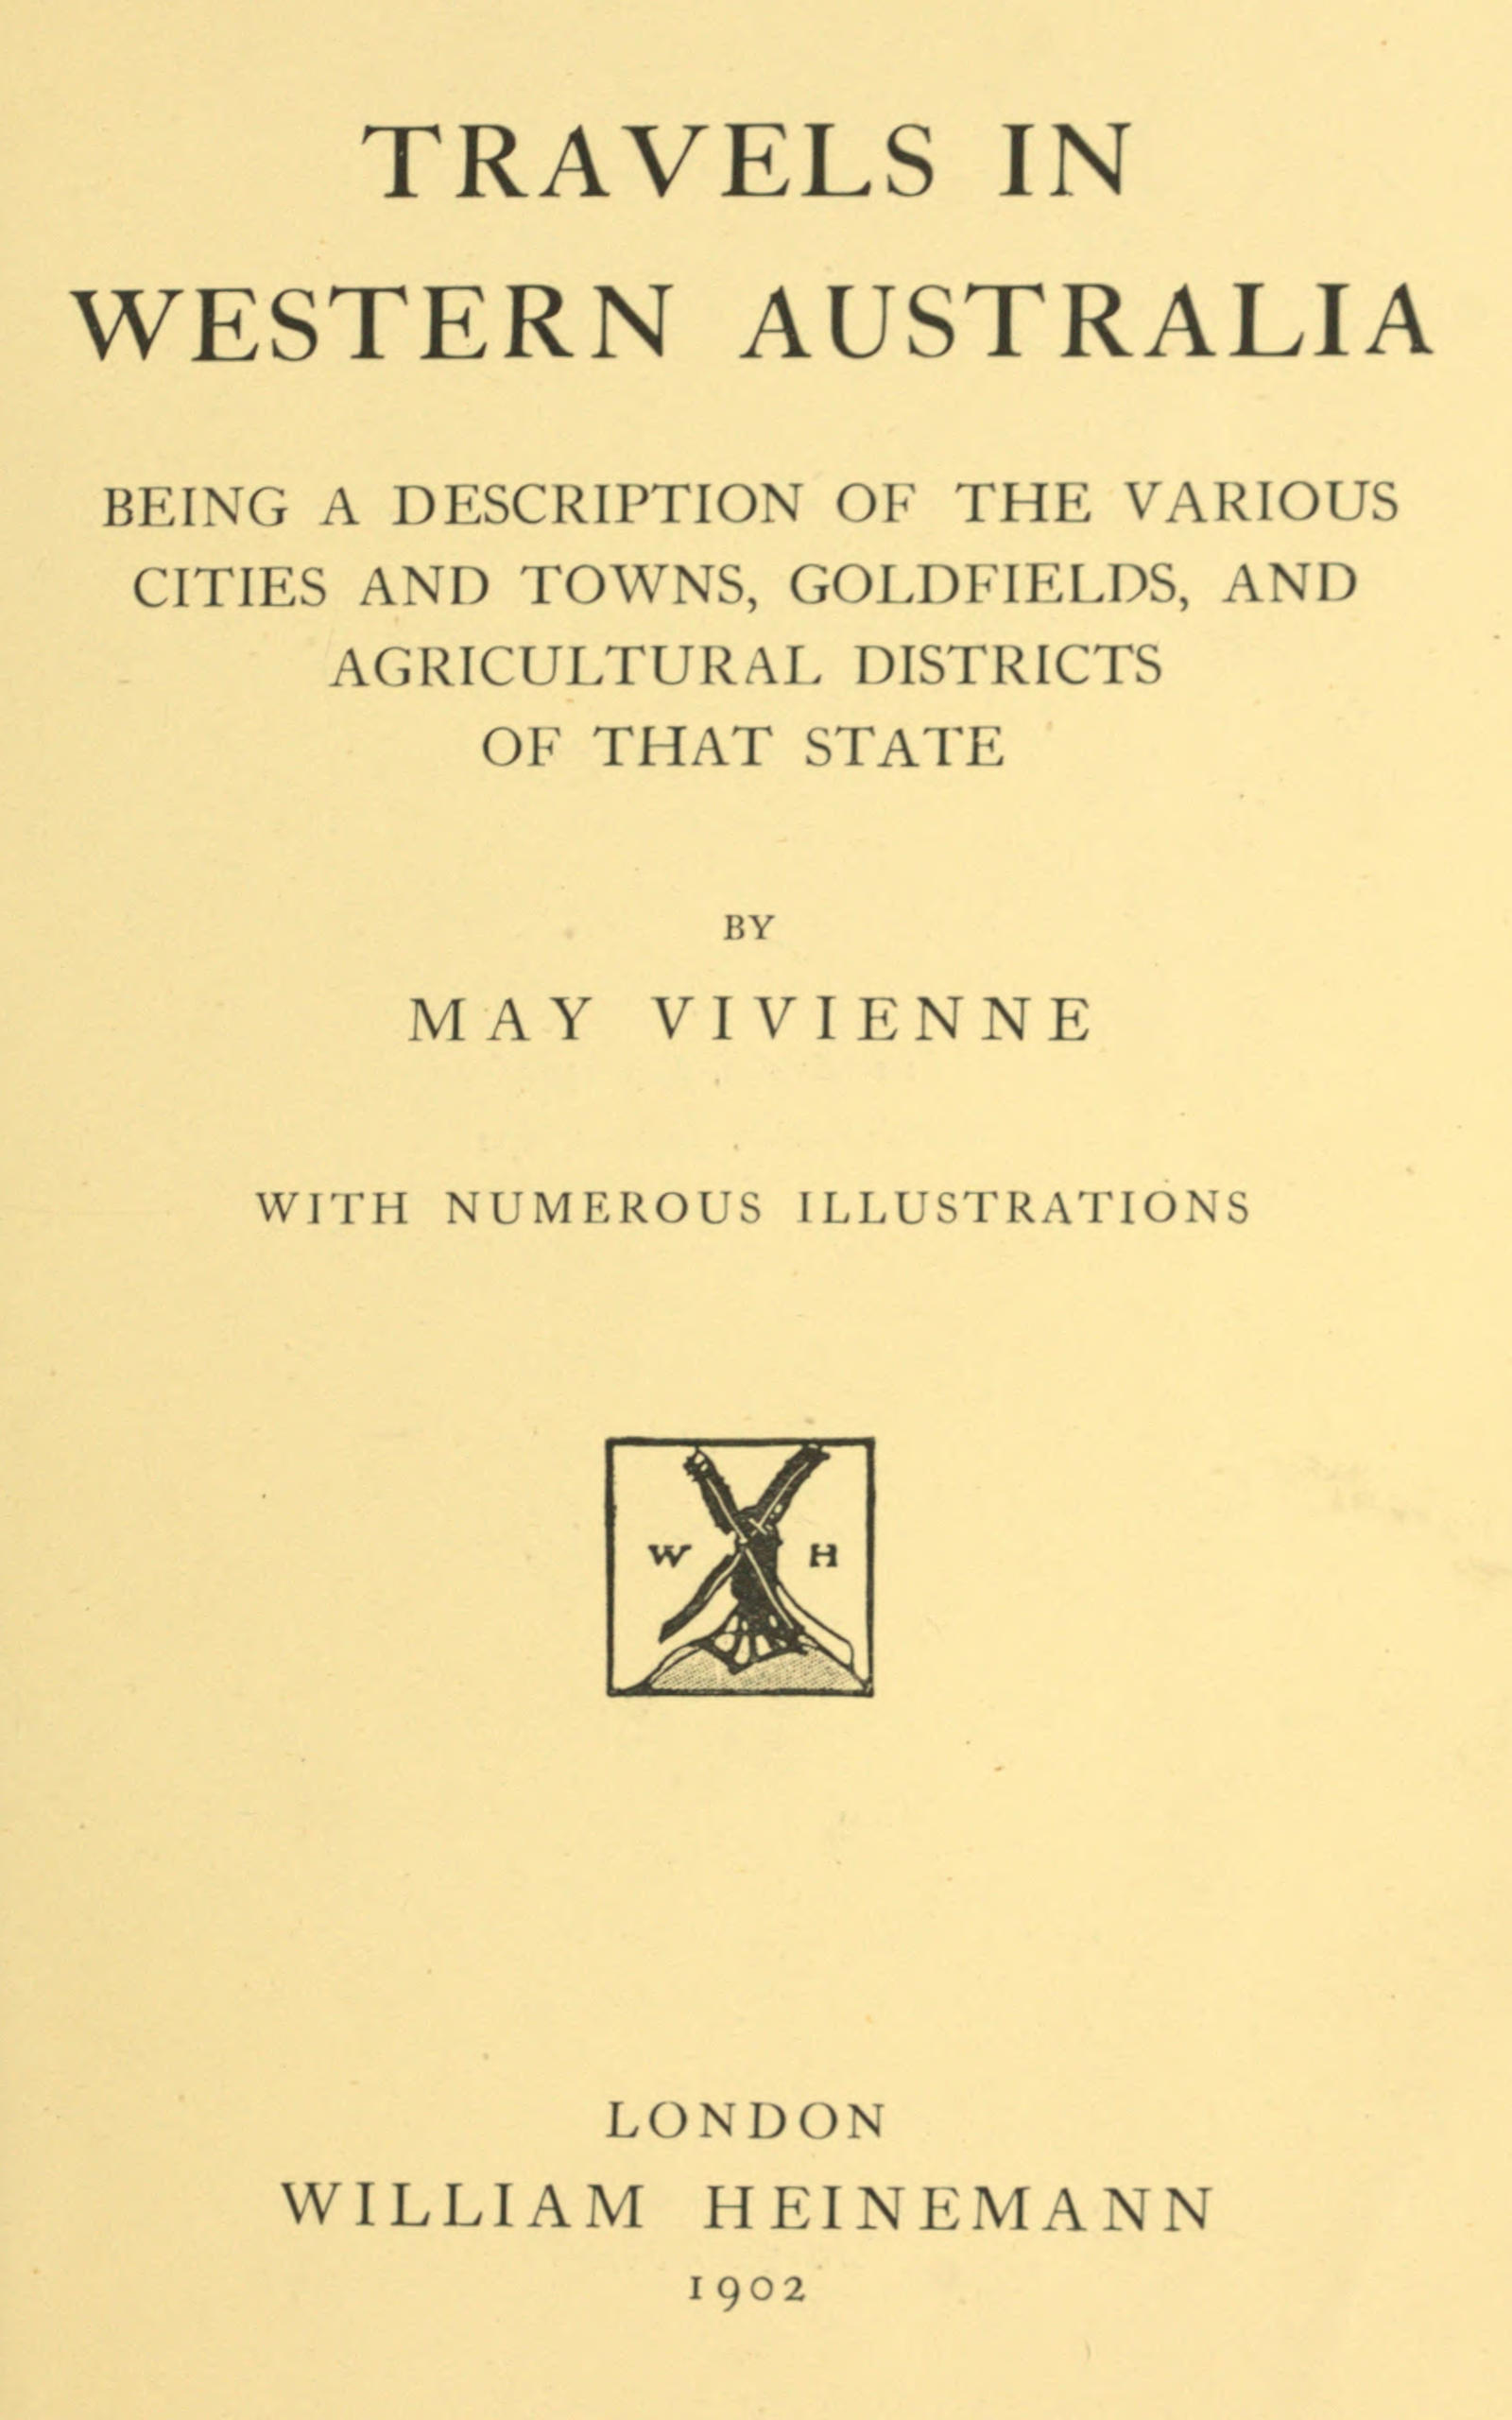 TRAVELS IN
WESTERN AUSTRALIA
BEING A DESCRIPTION OF THE VARIOUS
CITIES AND TOWNS, GOLDFIELDS, AND
AGRICULTURAL DISTRICTS
OF THAT STATE
BY
MAY VIVIENNE
WITH NUMEROUS ILLUSTRATIONS
W H
LONDON
WILLIAM HEINEMANN
1902